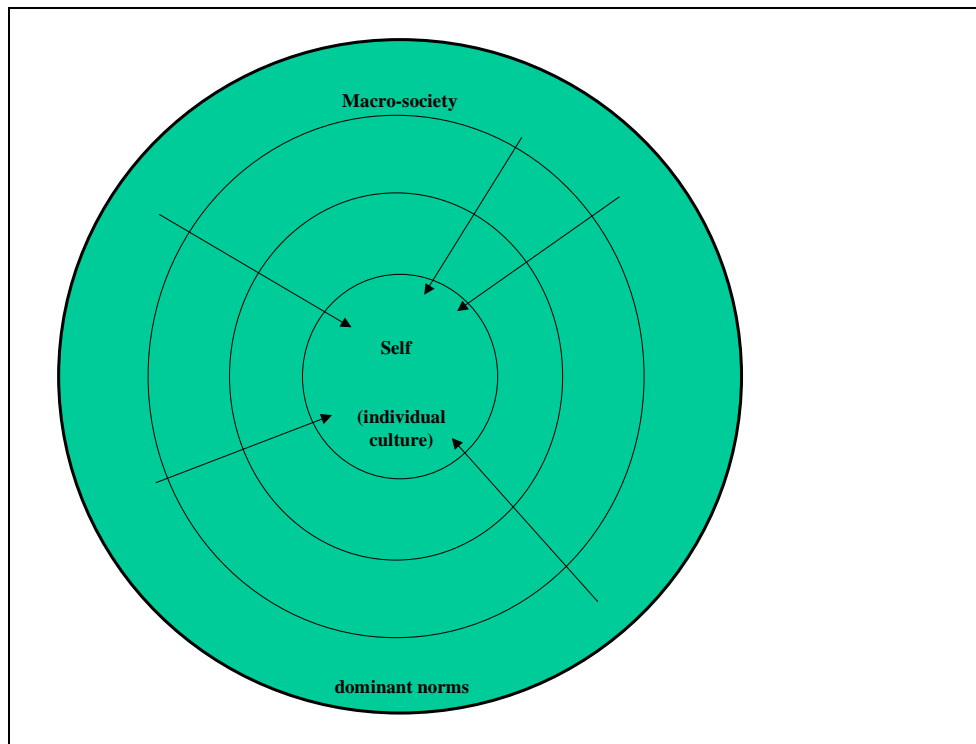 Macro-society
Self
(individual
culture)
dominant norms